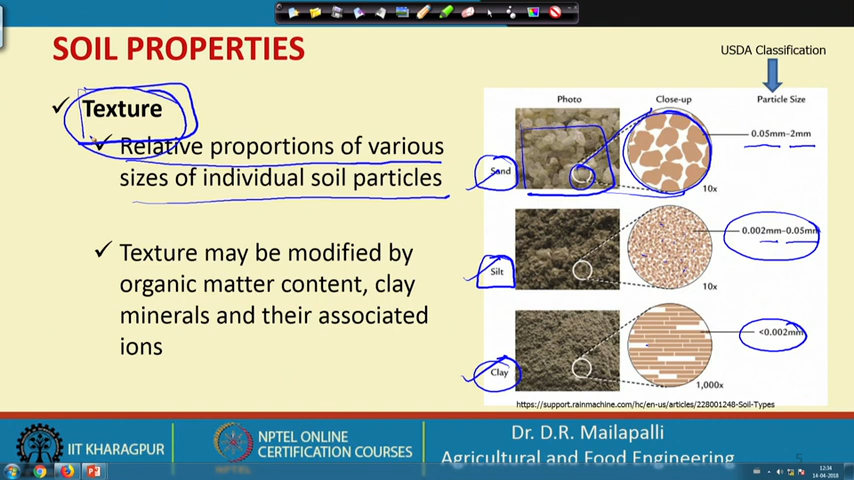 SOIL PROPERTIES
USDA Classification
✓ Texture
✓ Relative proportions of various
sizes of individual soil particles
✓ Texture may be modified by
organic matter content, clay
minerals and their associated
ions
Photo
Close-up
Particle Size
Sand
0.05mm–2mm
10x
Silt
0.002mm–0.05mm
10x
Clay
<0.002mm
1,000x
https://support.rainmachine.com/hc/en-us/articles/228001248-Soil-Types
IIT KHARAGPUR
NPTEL ONLINE
CERTIFICATION COURSES
Dr. D.R. Mailapalli
Agricultural and Food Engineering
5
12:34
16-04-2018